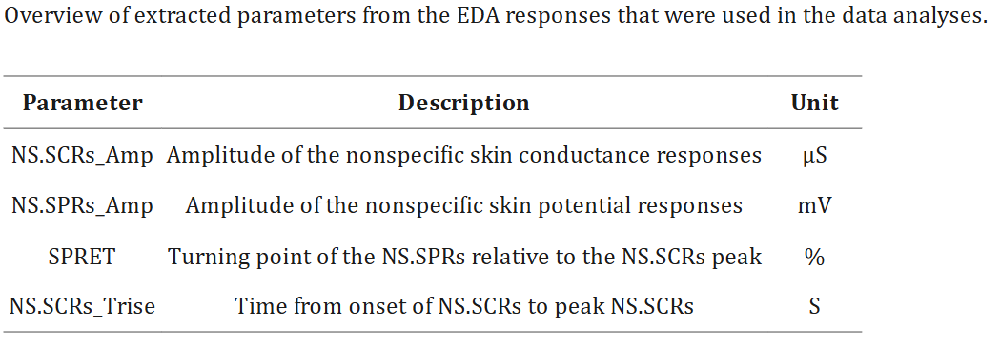 Overview of extracted parameters from the EDA responses that were used in the data analyses.
Parameter Description Unit
NS.SCRs_Amp Amplitude of the nonspecific skin conductance responses μS
NS.SPRs_Amp Amplitude of the nonspecific skin potential responses mV
SPRET Turning point of the NS.SPRs relative to the NS.SCRs peak %
NS.SCRs_Trise Time from onset of NS.SCRs to peak NS.SCRs S